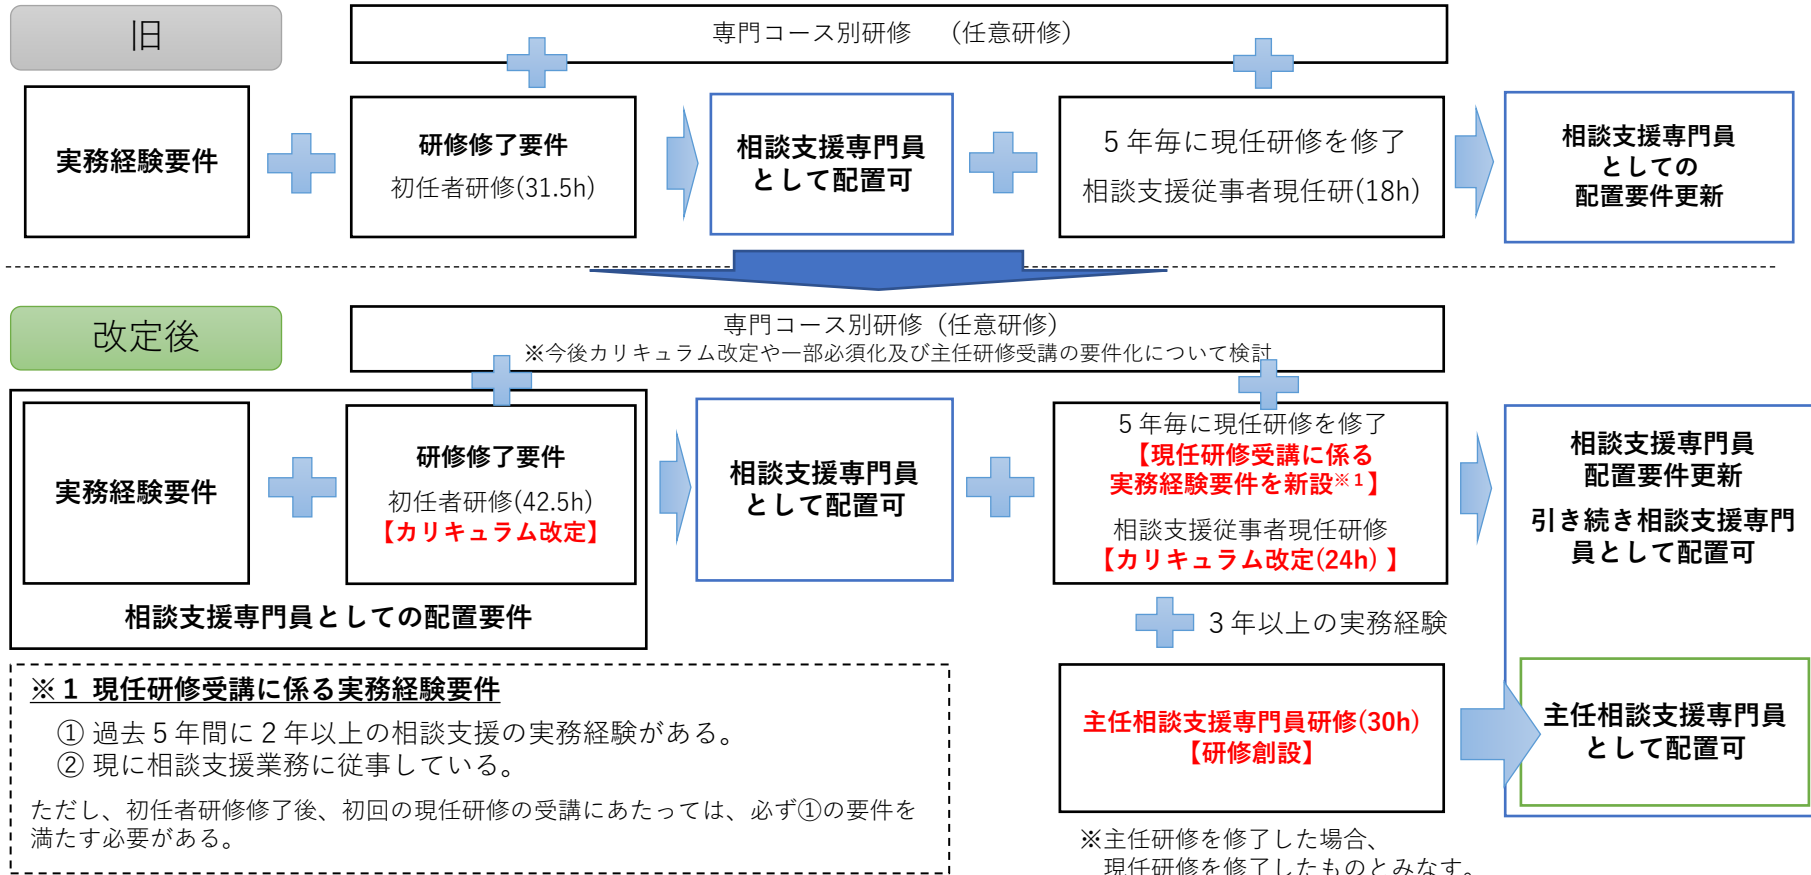 旧
専門コース別研修　（任意研修）
実務経験要件
研修修了要件
初任者研修(31.5h)
相談支援専門員
として配置可
５年毎に現任研修を修了
相談支援従事者現任研(18h)
相談支援専門員
としての
配置要件更新
改定後
専門コース別研修（任意研修）
※今後カリキュラム改定や一部必須化及び主任研修受講の要件化について検討
実務経験要件
研修修了要件
初任者研修(42.5h)
【カリキュラム改定】
相談支援専門員としての配置要件
相談支援専門員
として配置可
５年毎に現任研修を修了
【現任研修受講に係る
実務経験要件を新設※１】
相談支援従事者現任研修
【カリキュラム改定(24h) 】
相談支援専門員
配置要件更新
引き続き相談支援専門
員として配置可
３年以上の実務経験
主任相談支援専門員研修(30h)
【研修創設】
主任相談支援専門員
として配置可
※主任研修を修了した場合、
現任研修を修了したものとみなす。
※１ 現任研修受講に係る実務経験要件
① 過去５年間に２年以上の相談支援の実務経験がある。
② 現に相談支援業務に従事している。
ただし、初任者研修修了後、初回の現任研修の受講にあたっては、必ず①の要件を
満たす必要がある。